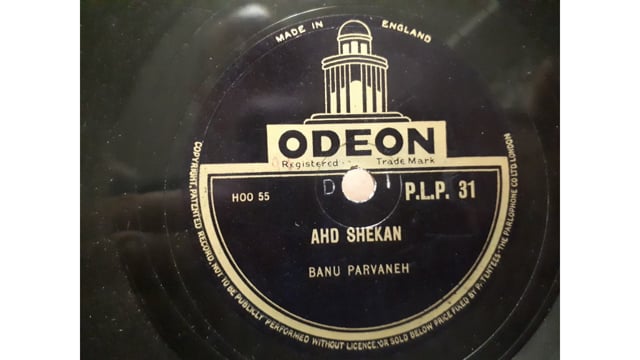 MADE IN ENGLAND
ODEON
Registered Trade Mark
HOO 55
P.L.P. 31
AHD SHEKAN
BANU PARVANEH
COPYRIGHT, PATENTED RECORD, NOT TO BE PUBLICLY PERFORMED WITHOUT LICENCE, OR SOLD BELOW PRICE FIXED BY P'TENTEES·THE PARLOPHONE CO LTD. LONDON